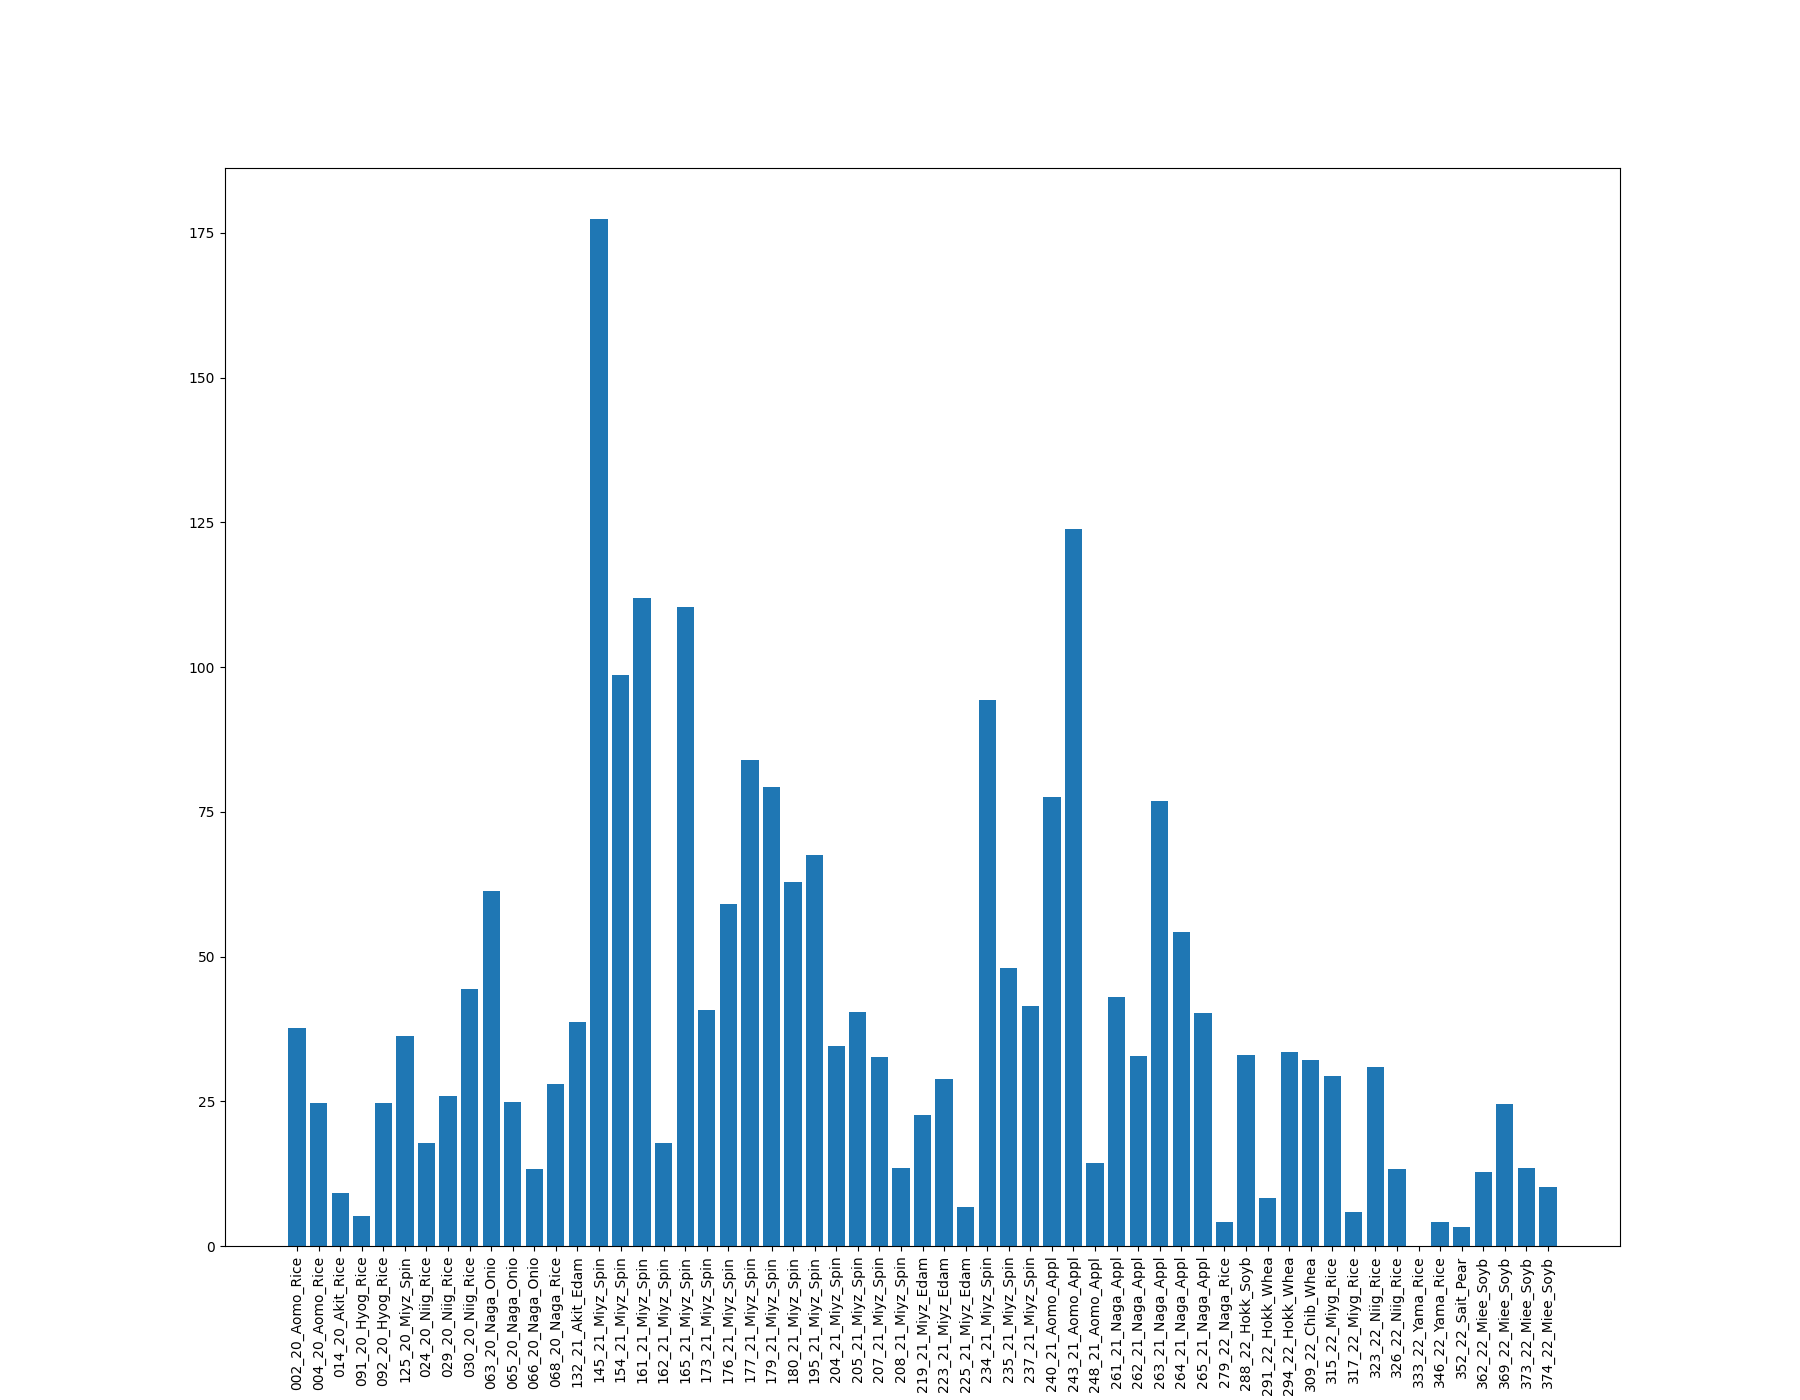 175
150
125
100
75
50
25
0
002_20_Aomo_Rice
004_20_Aomo_Rice
014_20_Akit_Rice
091_20_Hyog_Rice
092_20_Hyog_Rice
125_20_Miyz_Spin
024_20_Niig_Rice
029_20_Niig_Rice
030_20_Niig_Rice
063_20_Naga_Onio
065_20_Naga_Onio
066_20_Naga_Onio
068_20_Naga_Rice
132_21_Akit_Edam
145_21_Miyz_Spin
154_21_Miyz_Spin
161_21_Miyz_Spin
162_21_Miyz_Spin
165_21_Miyz_Spin
173_21_Miyz_Spin
176_21_Miyz_Spin
177_21_Miyz_Spin
179_21_Miyz_Spin
180_21_Miyz_Spin
195_21_Miyz_Spin
204_21_Miyz_Spin
205_21_Miyz_Spin
207_21_Miyz_Spin
208_21_Miyz_Spin
219_21_Miyz_Edam
223_21_Miyz_Edam
225_21_Miyz_Edam
234_21_Miyz_Spin
235_21_Miyz_Spin
237_21_Miyz_Spin
240_21_Aomo_Appl
243_21_Aomo_Appl
248_21_Aomo_Appl
261_21_Naga_Appl
262_21_Naga_Appl
263_21_Naga_Appl
264_21_Naga_Appl
265_21_Naga_Appl
279_22_Naga_Rice
288_22_Hokk_Soyb
291_22_Hokk_Whea
294_22_Hokk_Whea
309_22_Chib_Whea
315_22_Miyg_Rice
317_22_Miyg_Rice
323_22_Niig_Rice
326_22_Niig_Rice
333_22_Yama_Rice
346_22_Yama_Rice
352_22_Sait_Pear
362_22_Miee_Soyb
369_22_Miee_Soyb
373_22_Miee_Soyb
374_22_Miee_Soyb